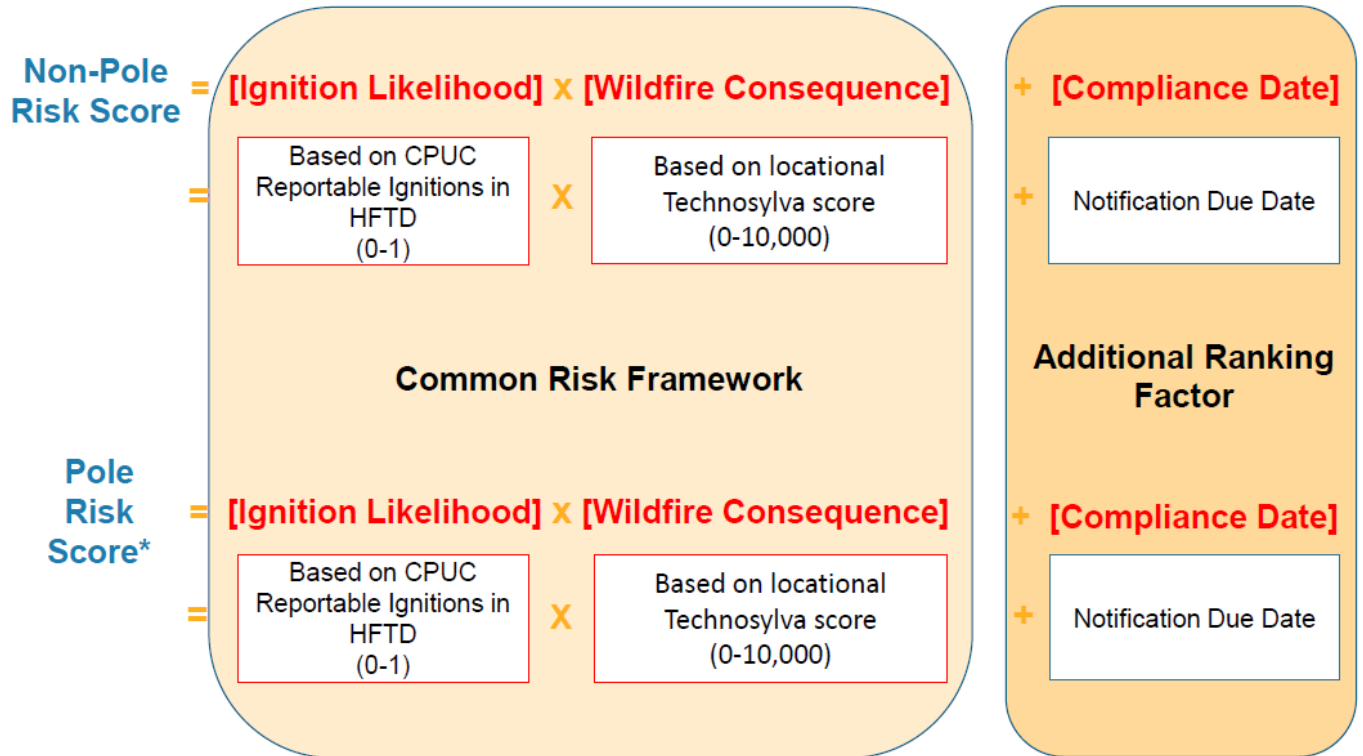 Non-Pole
Risk Score
= [Ignition Likelihood] x [Wildfire Consequence] + [Compliance Date]
=
Based on CPUC
Reportable Ignitions in
HFTD
(0-1)
X
Based on locational
Technosylva score
(0-10,000)
+
Notification Due Date
Common Risk Framework
Additional Ranking
Factor
Pole
Risk
Score*
= [Ignition Likelihood] x [Wildfire Consequence] + [Compliance Date]
=
Based on CPUC
Reportable Ignitions in
HFTD
(0-1)
X
Based on locational
Technosylva score
(0-10,000)
+
Notification Due Date